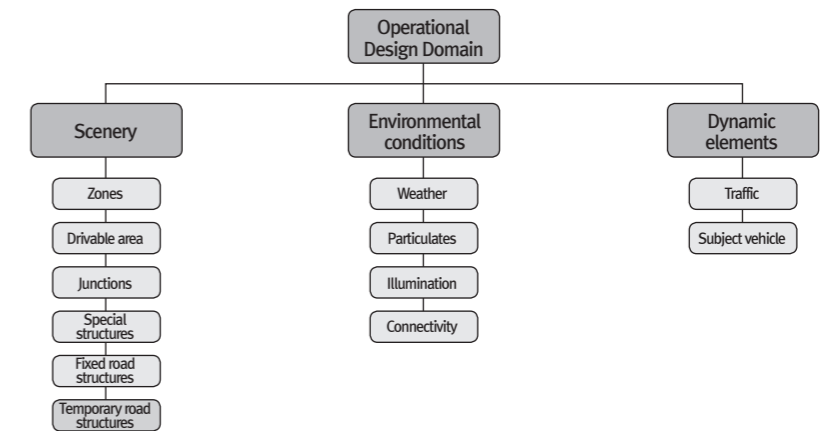 Operational
Design Domain
Scenery
Environmental
conditions
Dynamic
elements
Zones
Drivable area
Junctions
Special
structures
Fixed road
structures
Temporary road
structures
Weather
Particulates
Illumination
Connectivity
Traffic
Subject vehicle